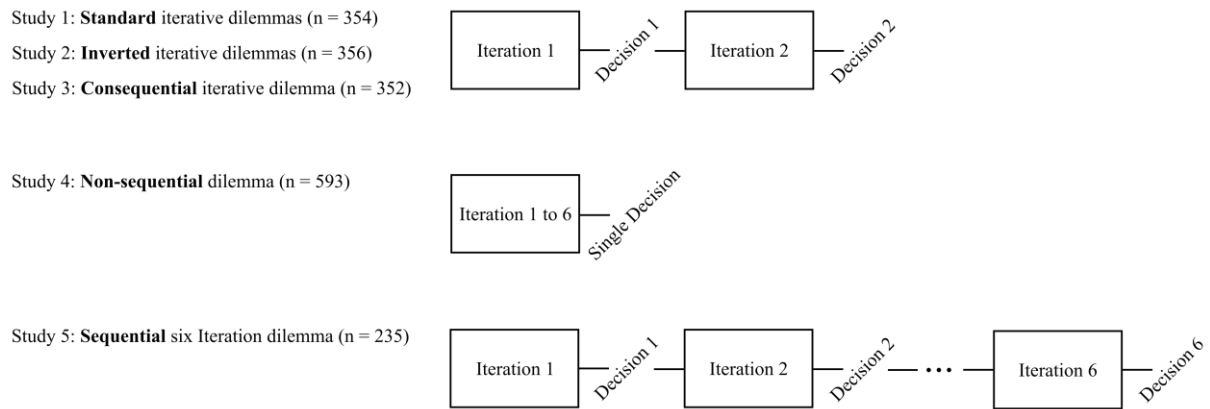 Study 1: Standard iterative dilemmas (n = 354)
Study 2: Inverted iterative dilemmas (n = 356)
Study 3: Consequential iterative dilemma (n = 352)
Iteration 1
Decision 1
Iteration 2
Decision 2
Study 4: Non-sequential dilemma (n = 593)
Iteration 1 to 6
Single Decision
Study 5: Sequential six Iteration dilemma (n = 235)
Iteration 1
Decision 1
Iteration 2
Decision 2
...
Iteration 6
Decision 6